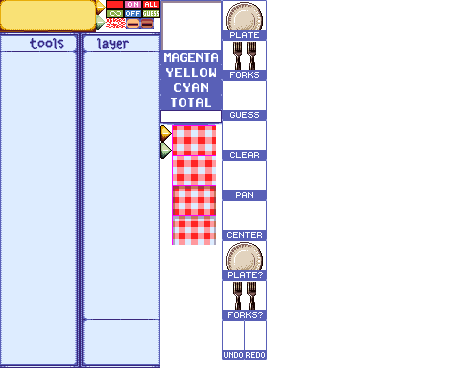 ON ALL
OFF GUESS
tools layer
MAGENTA
YELLOW
CYAN
TOTAL
PLATE
FORKS
GUESS
CLEAR
PAN
CENTER
PLATE?
FORKS?
UNDO REDO